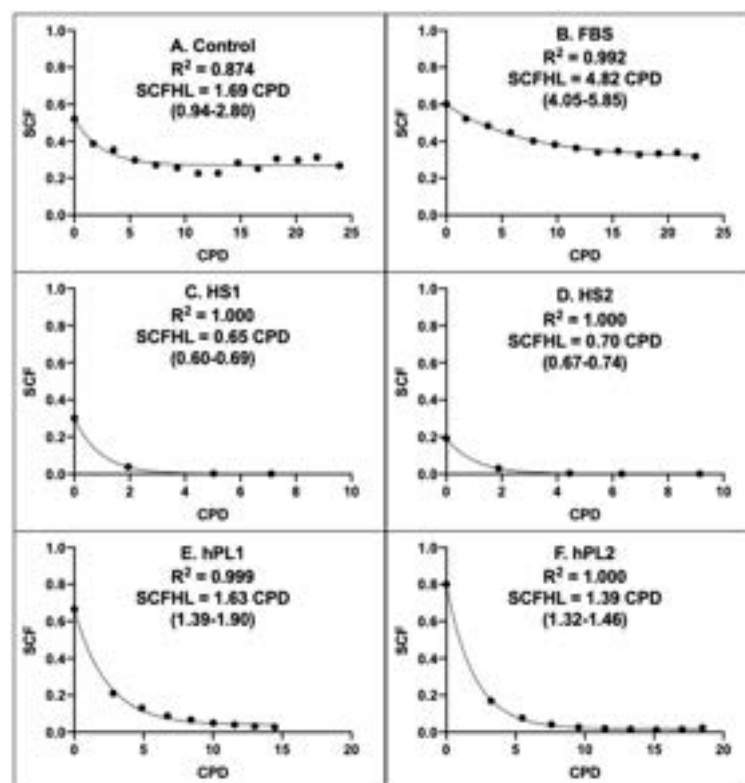 A. Control
R² = 0.874
SCFHL = 1.69 CPD
(0.94-2.80)
SCF
1.0
0.8
0.6
0.4
0.2
0.0
0 5 10 15 20 25
CPD
B. FBS
R² = 0.992
SCFHL = 4.82 CPD
(4.05-5.85)
SCF
1.0
0.8
0.6
0.4
0.2
0.0
0 5 10 15 20 25
CPD
C. HS1
R² = 1.000
SCFHL = 0.65 CPD
(0.60-0.69)
SCF
1.0
0.8
0.6
0.4
0.2
0.0
0 2 4 6 8 10
CPD
D. HS2
R² = 1.000
SCFHL = 0.70 CPD
(0.67-0.74)
SCF
1.0
0.8
0.6
0.4
0.2
0.0
0 2 4 6 8 10
CPD
E. hPL1
R² = 0.999
SCFHL = 1.63 CPD
(1.39-1.90)
SCF
1.0
0.8
0.6
0.4
0.2
0.0
0 5 10 15 20
CPD
F. hPL2
R² = 1.000
SCFHL = 1.39 CPD
(1.32-1.46)
SCF
1.0
0.8
0.6
0.4
0.2
0.0
0 5 10 15 20
CPD